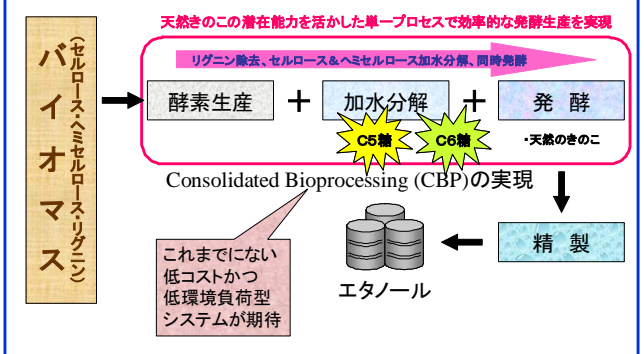 天然きのこの潜在能力を活かした単一プロセスで効率的な発酵生産を実現
バイオマス
(セルロース・ヘミセルロース・リグニン)
リグニン除去、セルロース&ヘミセルロース加水分解、同時発酵
酵素生産 + 加水分解 + 発 酵
C5糖 C6糖
・天然のきのこ
Consolidated Bioprocessing (CBP)の実現
これまでにない
低コストかつ
低環境負荷型
システムが期待
エタノール
精 製